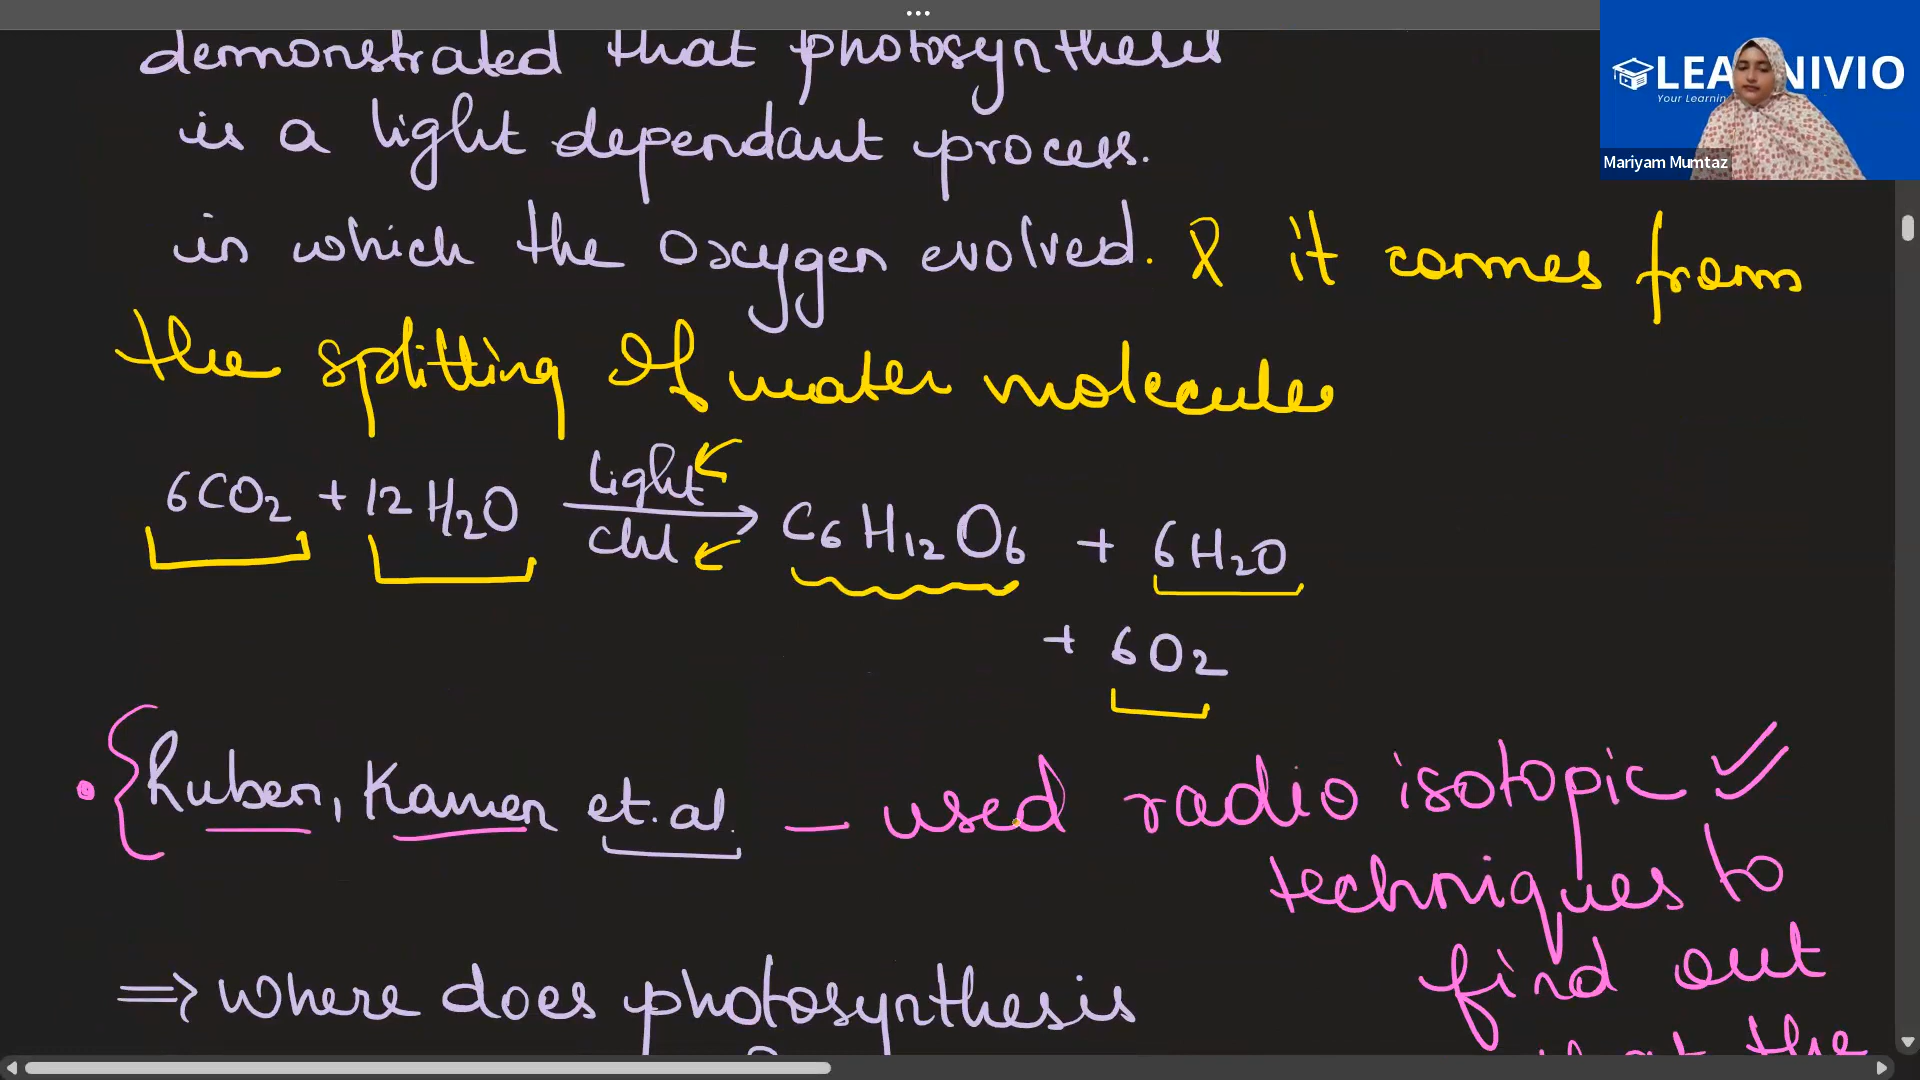 demonstrated that photosynthesis
is a light dependant process.
in which the oxygen evolved. & it comes from
the splitting of water molecules
6CO2 + 12H2O light chl → C6H12O6 + 6H2O
+ 6O2
Ruben, Kamen et.al. — used radio isotopic
techniques to
find out
⇒ where does photosynthesis
the
LEA NIVIO
Your Learnin
Mariyam Mumtaz